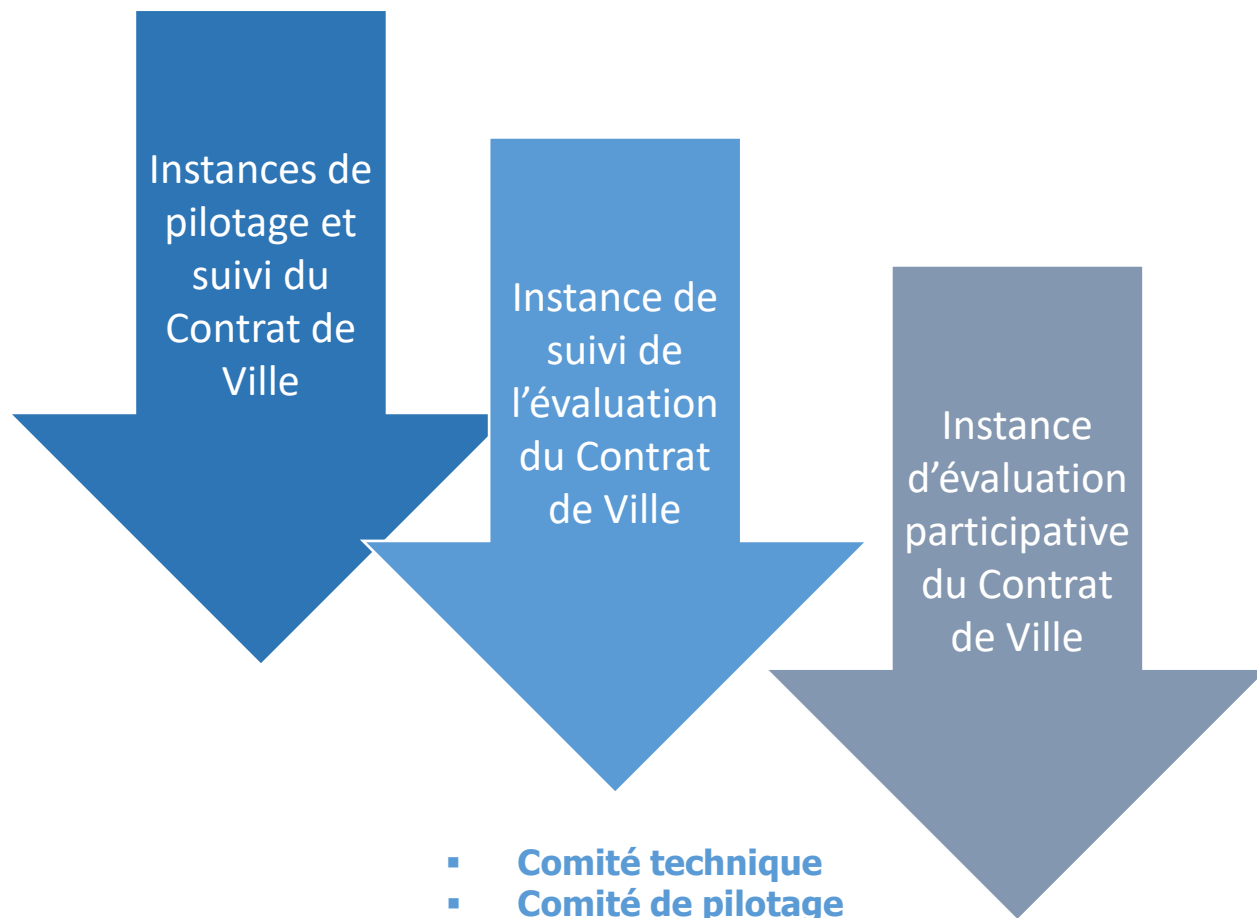 Instances de
pilotage et
suivi du
Contrat de
Ville
Instance de
suivi de
l’évaluation
du Contrat
de Ville
Instance
d’évaluation
participative
du Contrat
de Ville
▪ Comité technique
▪ Comité de pilotage